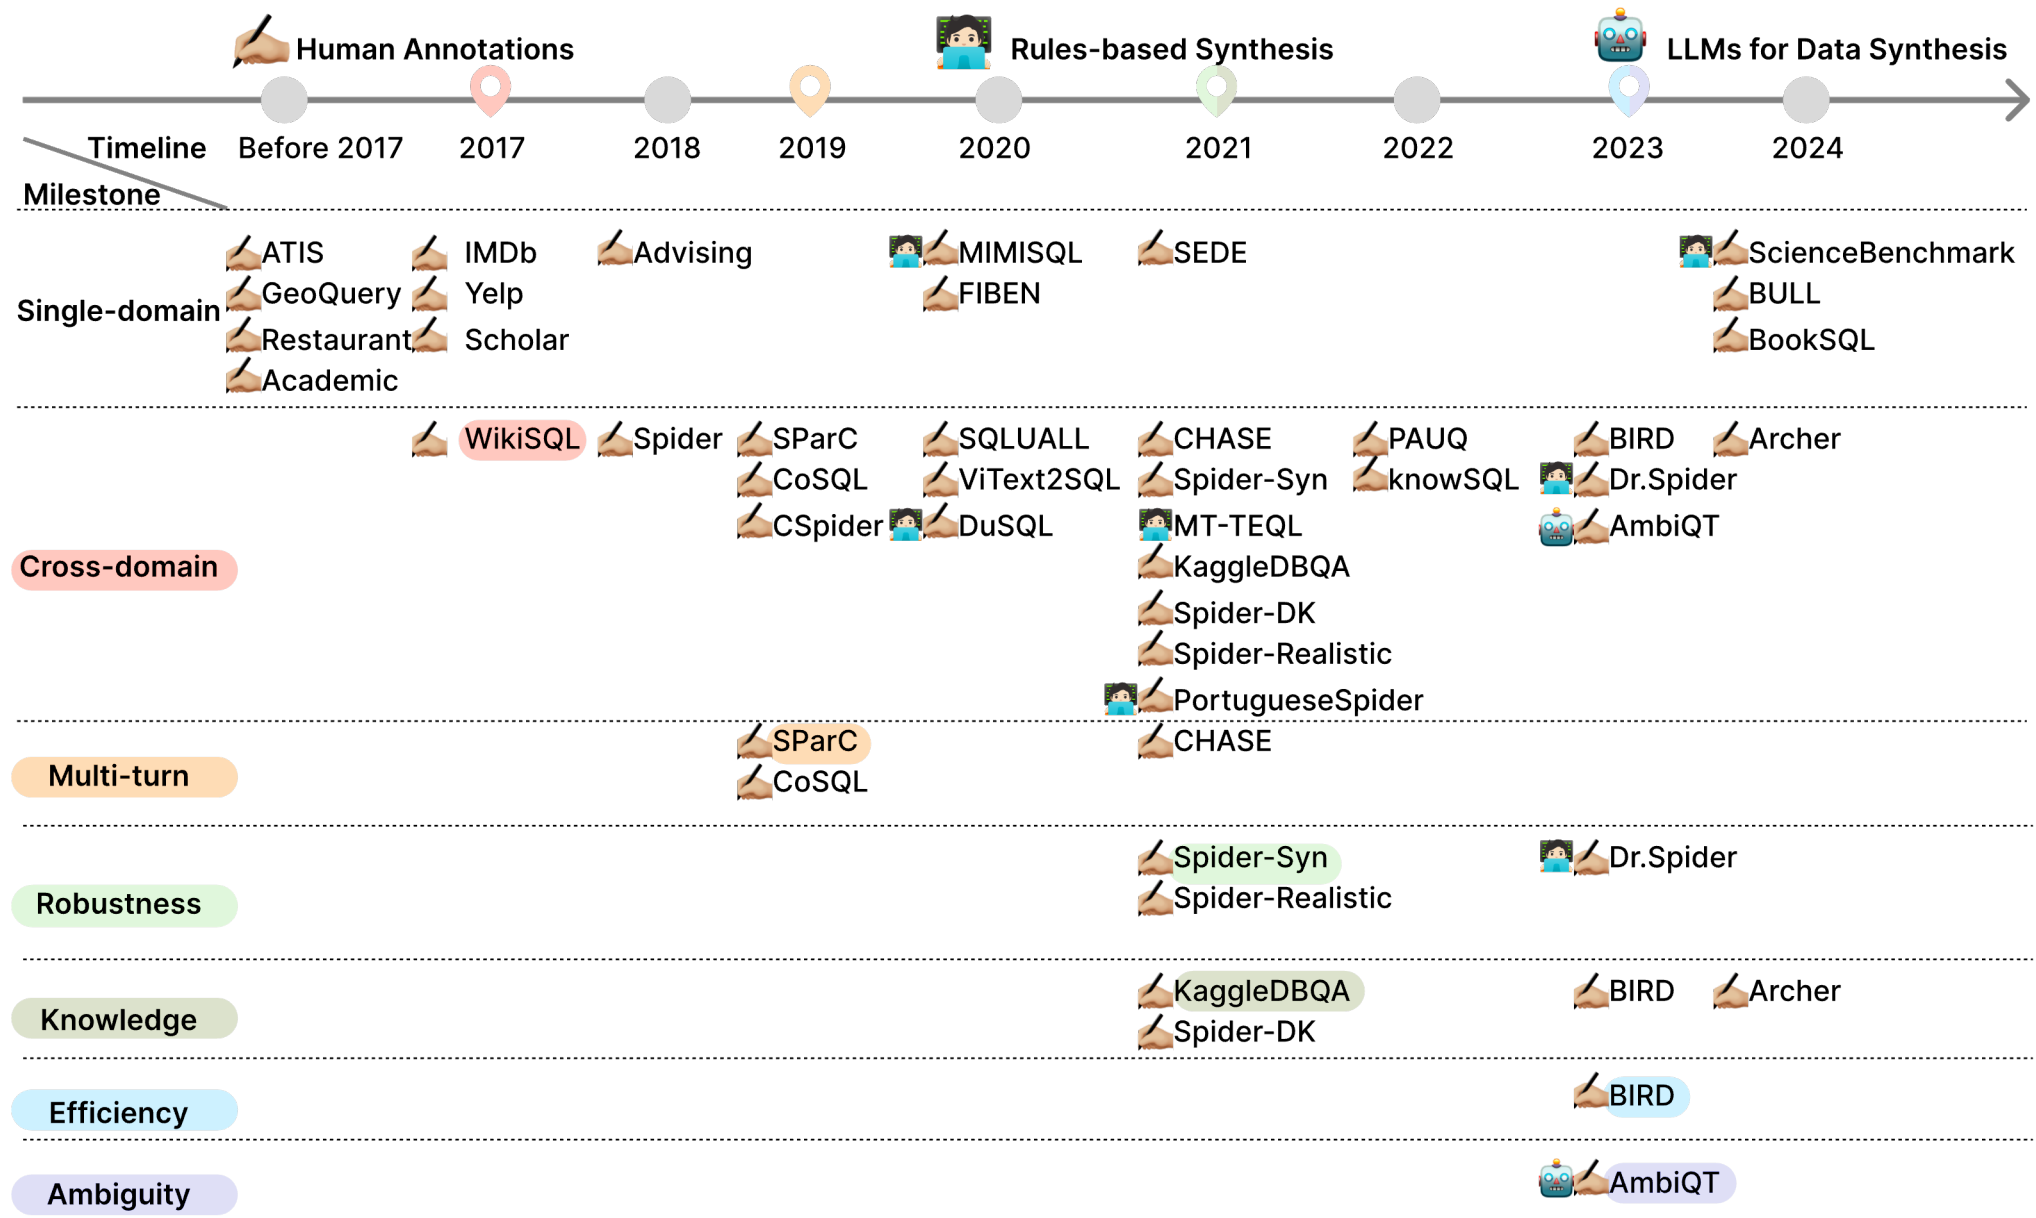 Human Annotations Rules-based Synthesis LLMs for Data Synthesis
Timeline Before 2017 2017 2018 2019 2020 2021 2022 2023 2024
Milestone
Single-domain
ATIS IMDb Advising MIMISQL SEDE ScienceBenchmark
GeoQuery Yelp FIBEN BULL
Restaurant Scholar BookSQL
Academic
Cross-domain
WikiSQL Spider SParC SQLUALL CHASE PAUQ BIRD Archer
CoSQL ViText2SQL Spider-Syn knowSQL Dr.Spider
CSpider DuSQL MT-TEQL AmbiQT
KaggleDBQA
Spider-DK
Spider-Realistic
PortugueseSpider
Multi-turn
SParC CHASE
CoSQL
Robustness
Spider-Syn Dr.Spider
Spider-Realistic
Knowledge
KaggleDBQA BIRD Archer
Spider-DK
Efficiency
BIRD
Ambiguity
AmbiQT